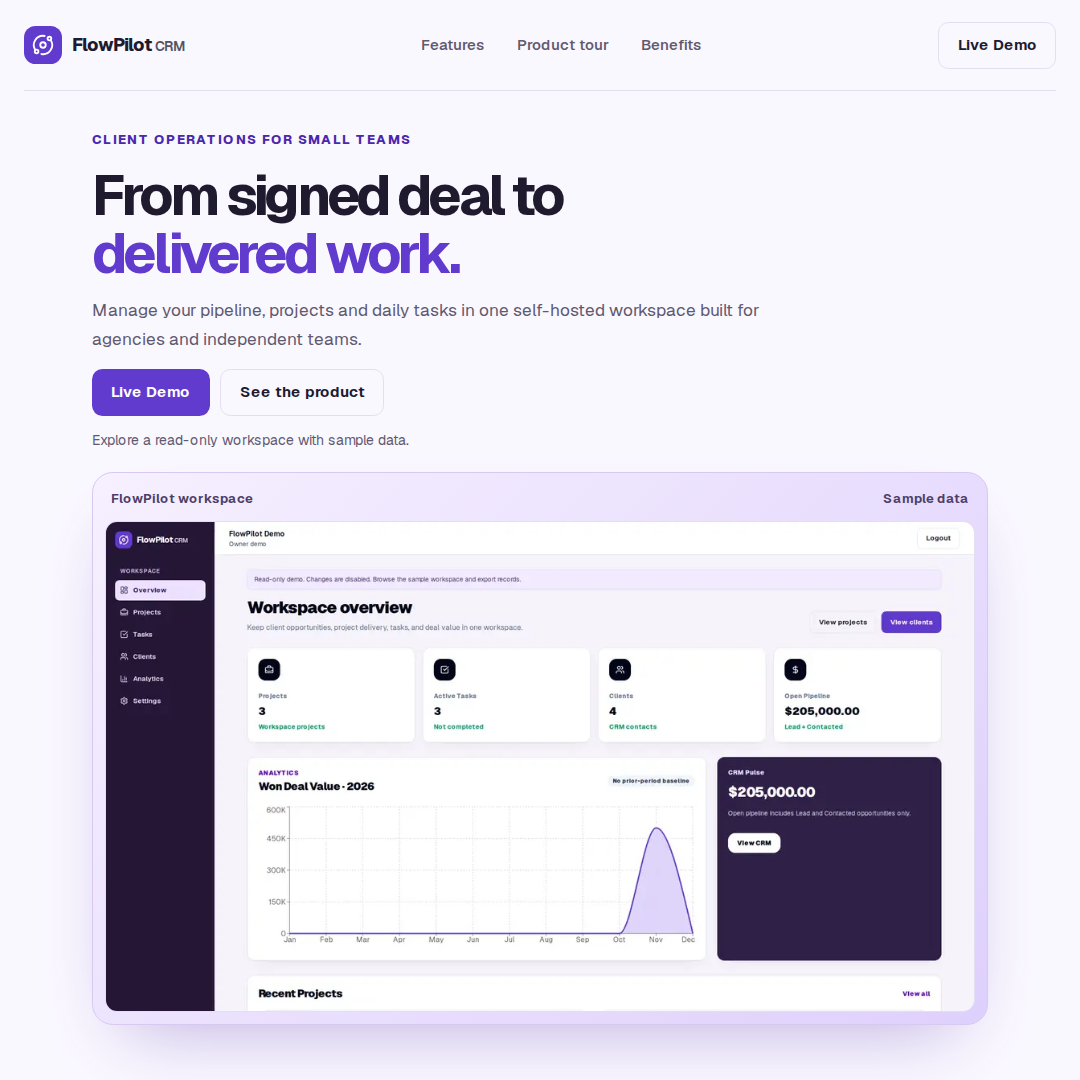 FlowPilot CRM
Features
Product tour
Benefits
Live Demo
CLIENT OPERATIONS FOR SMALL TEAMS
From signed deal to
delivered work.
Manage your pipeline, projects and daily tasks in one self-hosted workspace built for
agencies and independent teams.
Live Demo
See the product
Explore a read-only workspace with sample data.
FlowPilot workspace
Sample data
FlowPilot CRM
WORKSPACE
Overview
Projects
Tasks
Clients
Analytics
Settings
FlowPilot Demo
Owner demo
Logout
Read-only demo. Changes are disabled. Browse the sample workspace and export records.
Workspace overview
Keep client opportunities, project delivery, tasks, and deal value in one workspace.
View projects
View clients
Projects
3
Workspace projects
Active Tasks
3
Not completed
Clients
4
CRM contacts
Open Pipeline
$205,000.00
Lead + Contacted
ANALYTICS
Won Deal Value · 2026
No prior-period baseline
600K
450K
300K
150K
0
Jan Feb Mar Apr May Jun Jul Aug Sep Oct Nov Dec
CRM Pulse
$205,000.00
Open pipeline includes Lead and Contacted opportunities only.
View CRM
Recent Projects
View all